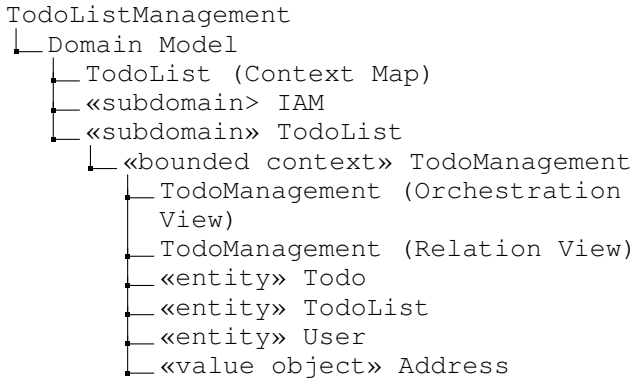 TodoListManagement
Domain Model
TodoList (Context Map)
«subdomain> IAM
«subdomain» TodoList
«bounded context» TodoManagement
TodoManagement (Orchestration
View)
TodoManagement (Relation View)
«entity» Todo
«entity» TodoList
«entity» User
«value object» Address